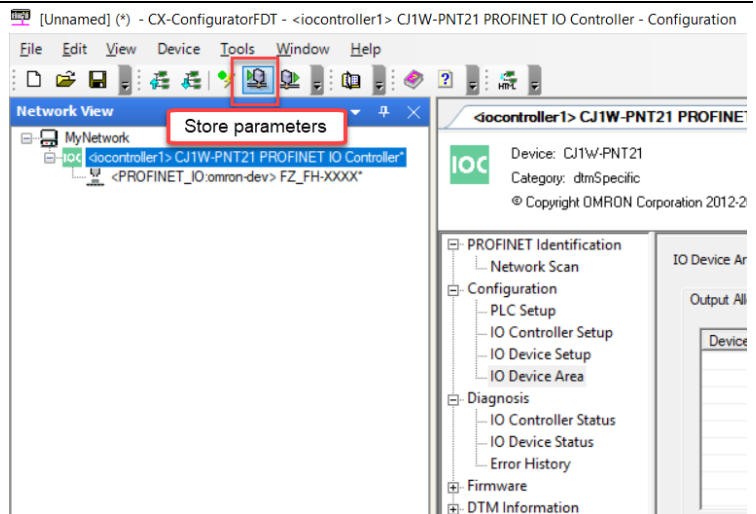 [Unnamed] (*) - CX-ConfiguratorFDT - <iocontroller1> CJ1W-PNT21 PROFINET IO Controller - Configuration
File Edit View Device Tools Window Help
HTML
Network View
Store parameters
MyNetwork
IOC <iocontroller1> CJ1W-PNT21 PROFINET IO Controller*
<PROFINET_IO:omron-dev> FZ_FH-XXXX*
<iocontroller1> CJ1W-PNT21 PROFINET
IOC
Device: CJ1W-PNT21
Category: dtmSpecific
© Copyright OMRON Corporation 2012-2
PROFINET Identification
Network Scan
Configuration
PLC Setup
IO Controller Setup
IO Device Setup
IO Device Area
Diagnosis
IO Controller Status
IO Device Status
Error History
Firmware
DTM Information
IO Device Ar
Output All
Device